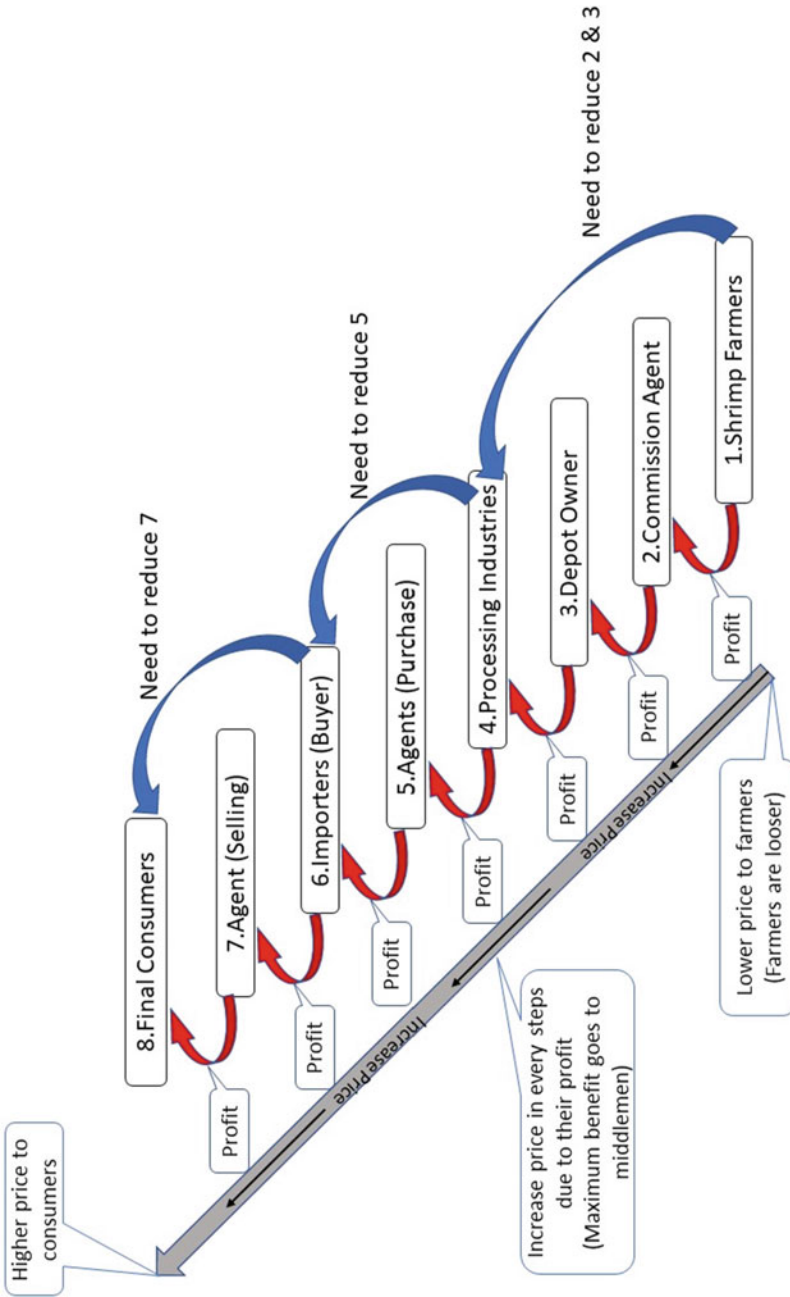 Higher price to
consumers
8.Final Consumers
Need to reduce 7
Profit
7.Agent (Selling)
Profit
6.Importers (Buyer)
Need to reduce 5
Profit
5.Agents (Purchase)
Profit
4.Processing Industries
Need to reduce 2 & 3
Profit
3.Depot Owner
Profit
2.Commission Agent
Profit
1.Shrimp Farmers
Increase Price
Increase Price
Increase price in every steps
due to their profit
(Maximum benefit goes to
middlemen)
Lower price to farmers
(Farmers are looser)